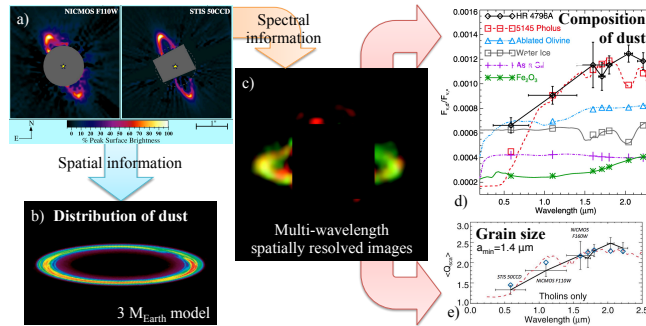 a)
NICMOS F110W
STIS 50CCD
N
E
0 10 20 30 40 50 60 70 80 90 100
% Peak Surface Brightness
1"
Spatial information
b)
Distribution of dust
3 MEarth model
Spectral
information
c)
Multi-wavelength
spatially resolved images
Composition
of dust
HR 4796A
5145 Pholus
Ablated Olivine
Water Ice
Fe2O3
0.0012
0.0010
0.0008
0.0006
0.0004
0.0002
0.5 1.0 1.5 2.0
Wavelength (μm)
d)
Grain size
amin=1.4 μm
NICMOS
F160W
STIS 50CCD
NICMOS F110W
Tholins only
<Qsca>
3.0
2.5
2.0
1.5
1.0
0.0 0.5 1.0 1.5 2.0 2.5
Wavelength (μm)
e)